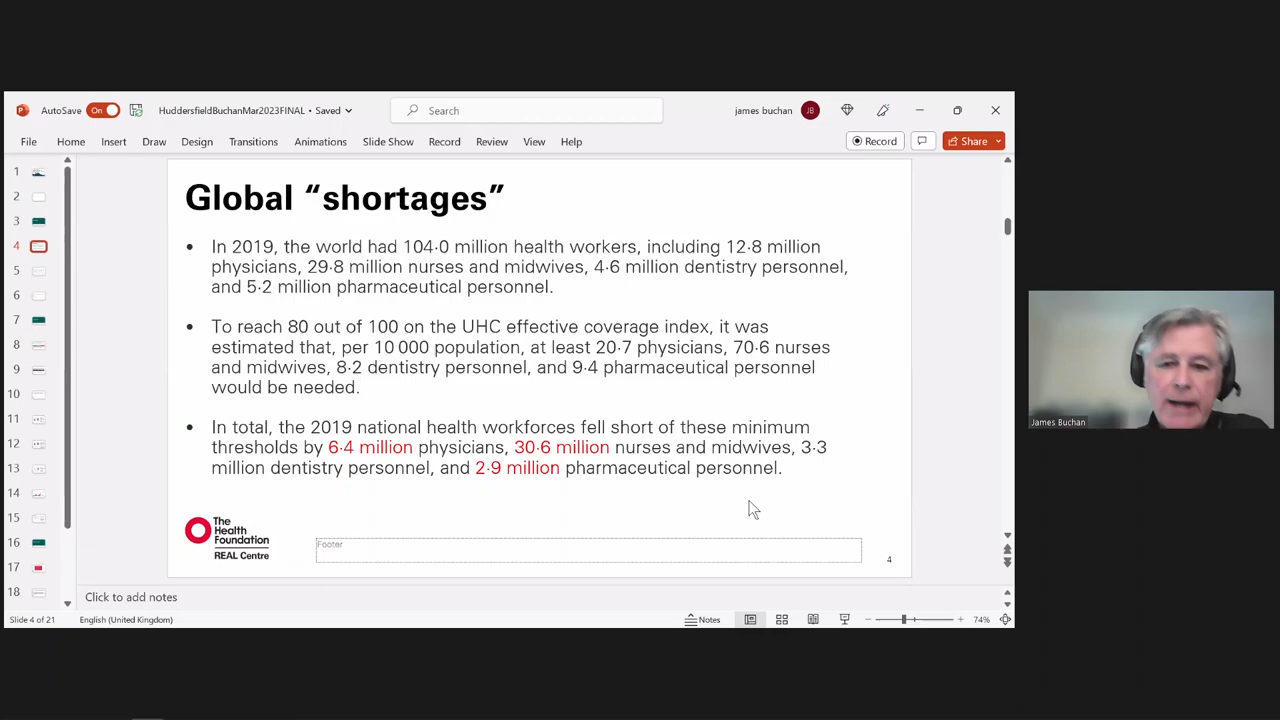 AutoSave On HuddersfieldBuchanMar2023FINAL • Saved Search james buchan JB
File Home Insert Draw Design Transitions Animations Slide Show Record Review View Help Record Share
1
2
3
4
5
6
7
8
9
10
11
12
13
14
15
16
17
18
Global “shortages”
• In 2019, the world had 104·0 million health workers, including 12·8 million
physicians, 29·8 million nurses and midwives, 4·6 million dentistry personnel,
and 5·2 million pharmaceutical personnel.
• To reach 80 out of 100 on the UHC effective coverage index, it was
estimated that, per 10 000 population, at least 20·7 physicians, 70·6 nurses
and midwives, 8·2 dentistry personnel, and 9·4 pharmaceutical personnel
would be needed.
• In total, the 2019 national health workforces fell short of these minimum
thresholds by 6·4 million physicians, 30·6 million nurses and midwives, 3·3
million dentistry personnel, and 2·9 million pharmaceutical personnel.
The
Health
Foundation
REAL Centre
Footer
4
Click to add notes
Slide 4 of 21 English (United Kingdom) Notes 74%
James Buchan